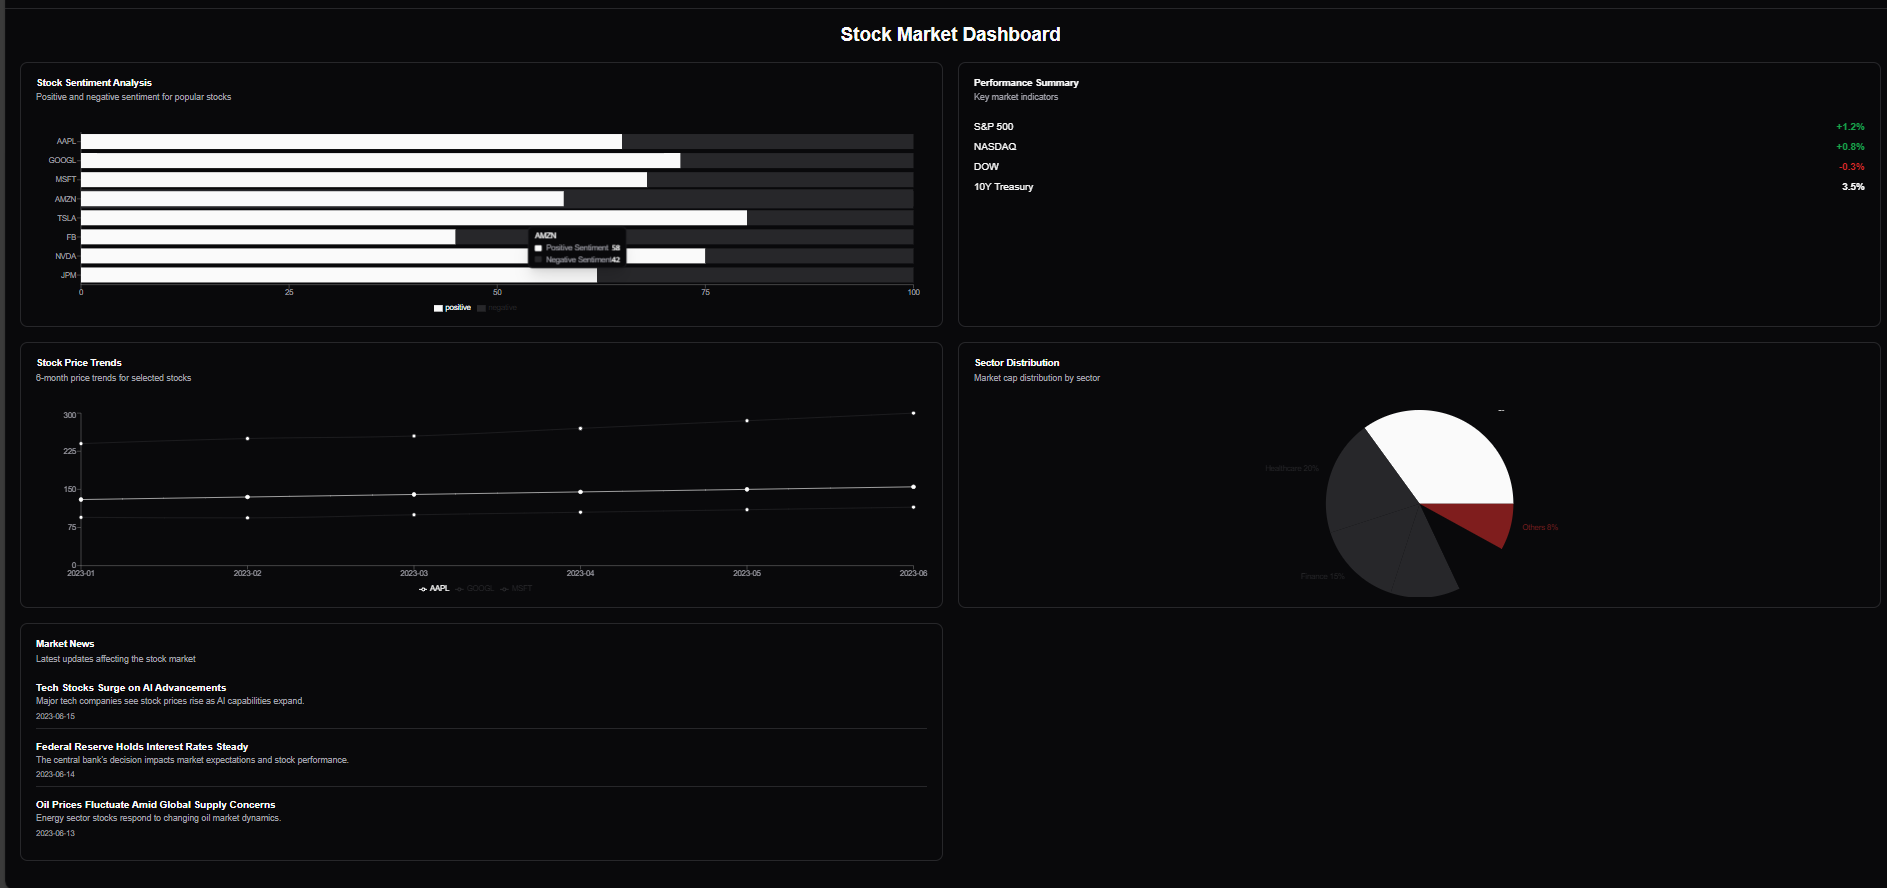 Stock Market Dashboard
Stock Sentiment Analysis
Positive and negative sentiment for popular stocks
AAPL
GOOGL
MSFT
AMZN
TSLA
FB
NVDA
JPM
AMZN
Positive Sentiment 58
Negative Sentiment 42
0 25 50 75 100
positive negative
Performance Summary
Key market indicators
S&P 500 +1.2%
NASDAQ +0.8%
DOW -0.3%
10Y Treasury 3.5%
Stock Price Trends
6-month price trends for selected stocks
300
225
150
75
0
2023-01 2023-02 2023-03 2023-04 2023-05 2023-06
AAPL GOOGL MSFT
Sector Distribution
Market cap distribution by sector
Healthcare 20%
Others 8%
Finance 15%
Market News
Latest updates affecting the stock market
Tech Stocks Surge on AI Advancements
Major tech companies see stock prices rise as AI capabilities expand.
2023-06-15
Federal Reserve Holds Interest Rates Steady
The central bank's decision impacts market expectations and stock performance.
2023-06-14
Oil Prices Fluctuate Amid Global Supply Concerns
Energy sector stocks respond to changing oil market dynamics.
2023-06-13